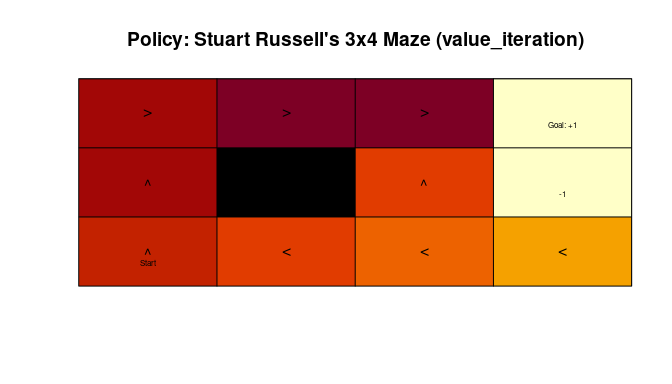 Policy: Stuart Russell's 3x4 Maze (value_iteration)
> > > Goal: +1
^ ^ -1
^ < < <
Start